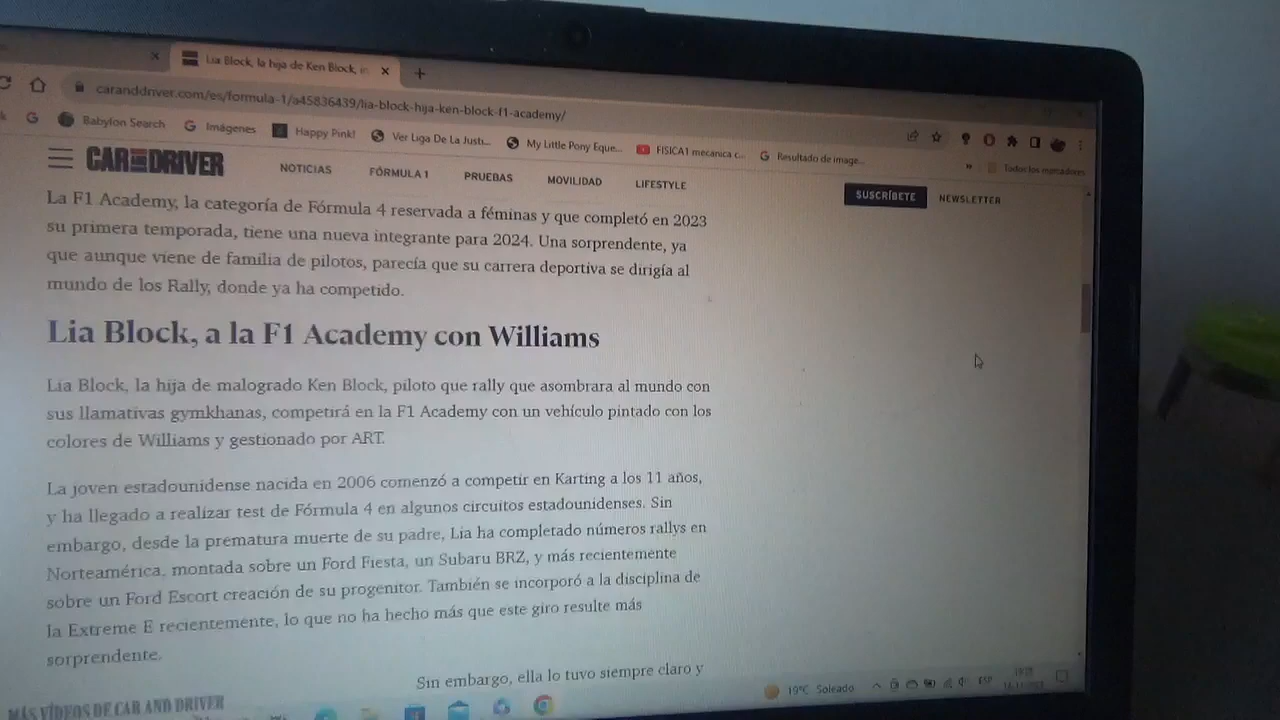 Lia Block, la hija de Ken Block, in
caranddriver.com/es/formula-1/a45836439/lia-block-hija-ken-block-f1-academy/
Babylon Search
Imágenes
Happy Pink!
Ver Liga De La Justi...
My Little Pony Eque...
FISICA1 mecanica c...
Resultado de image...
»
Todos los marcadores
CAR AND DRIVER
NOTICIAS
FÓRMULA 1
PRUEBAS
MOVILIDAD
LIFESTYLE
SUSCRÍBETE
NEWSLETTER
La F1 Academy, la categoría de Fórmula 4 reservada a féminas y que completó en 2023
su primera temporada, tiene una nueva integrante para 2024. Una sorprendente, ya
que aunque viene de familia de pilotos, parecía que su carrera deportiva se dirigía al
mundo de los Rally, donde ya ha competido.
Lia Block, a la F1 Academy con Williams
Lia Block, la hija de malogrado Ken Block, piloto que rally que asombrara al mundo con
sus llamativas gymkhanas, competirá en la F1 Academy con un vehículo pintado con los
colores de Williams y gestionado por ART.
La joven estadounidense nacida en 2006 comenzó a competir en Karting a los 11 años,
y ha llegado a realizar test de Fórmula 4 en algunos circuitos estadounidenses. Sin
embargo, desde la prematura muerte de su padre, Lia ha completado números rallys en
Norteamérica, montada sobre un Ford Fiesta, un Subaru BRZ, y más recientemente
sobre un Ford Escort creación de su progenitor. También se incorporó a la disciplina de
la Extreme E recientemente, lo que no ha hecho más que este giro resulte más
sorprendente.
Sin embargo, ella lo tuvo siempre claro y
MÁS VÍDEOS DE CAR AND DRIVER
19°C Soleado
ESP